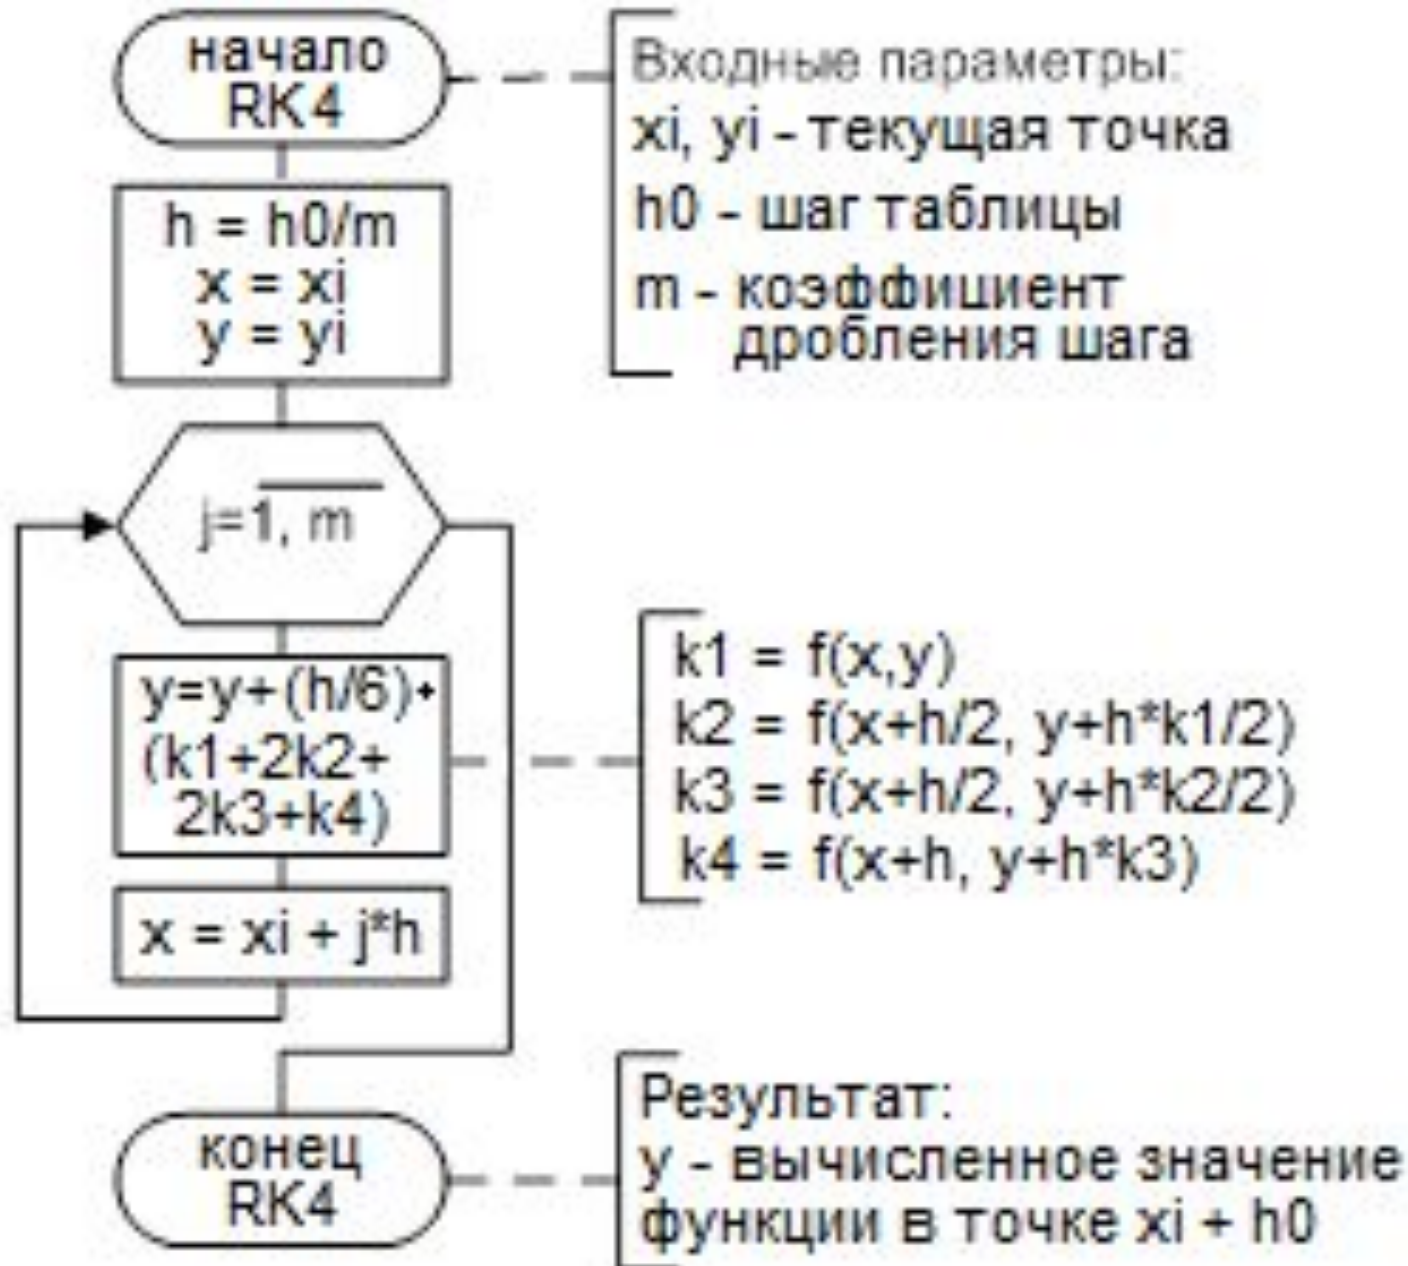 начало
RK4
Входные параметры:
xi, yi - текущая точка
h0 - шаг таблицы
m - коэффициент
дробления шага
h = h0/m
x = xi
y = yi
j=1, m
y=y+(h/6)•
(k1+2k2+
2k3+k4)
k1 = f(x,y)
k2 = f(x+h/2, y+h*k1/2)
k3 = f(x+h/2, y+h*k2/2)
k4 = f(x+h, y+h*k3)
x = xi + j*h
конец
RK4
Результат:
y - вычисленное значение
функции в точке xi + h0